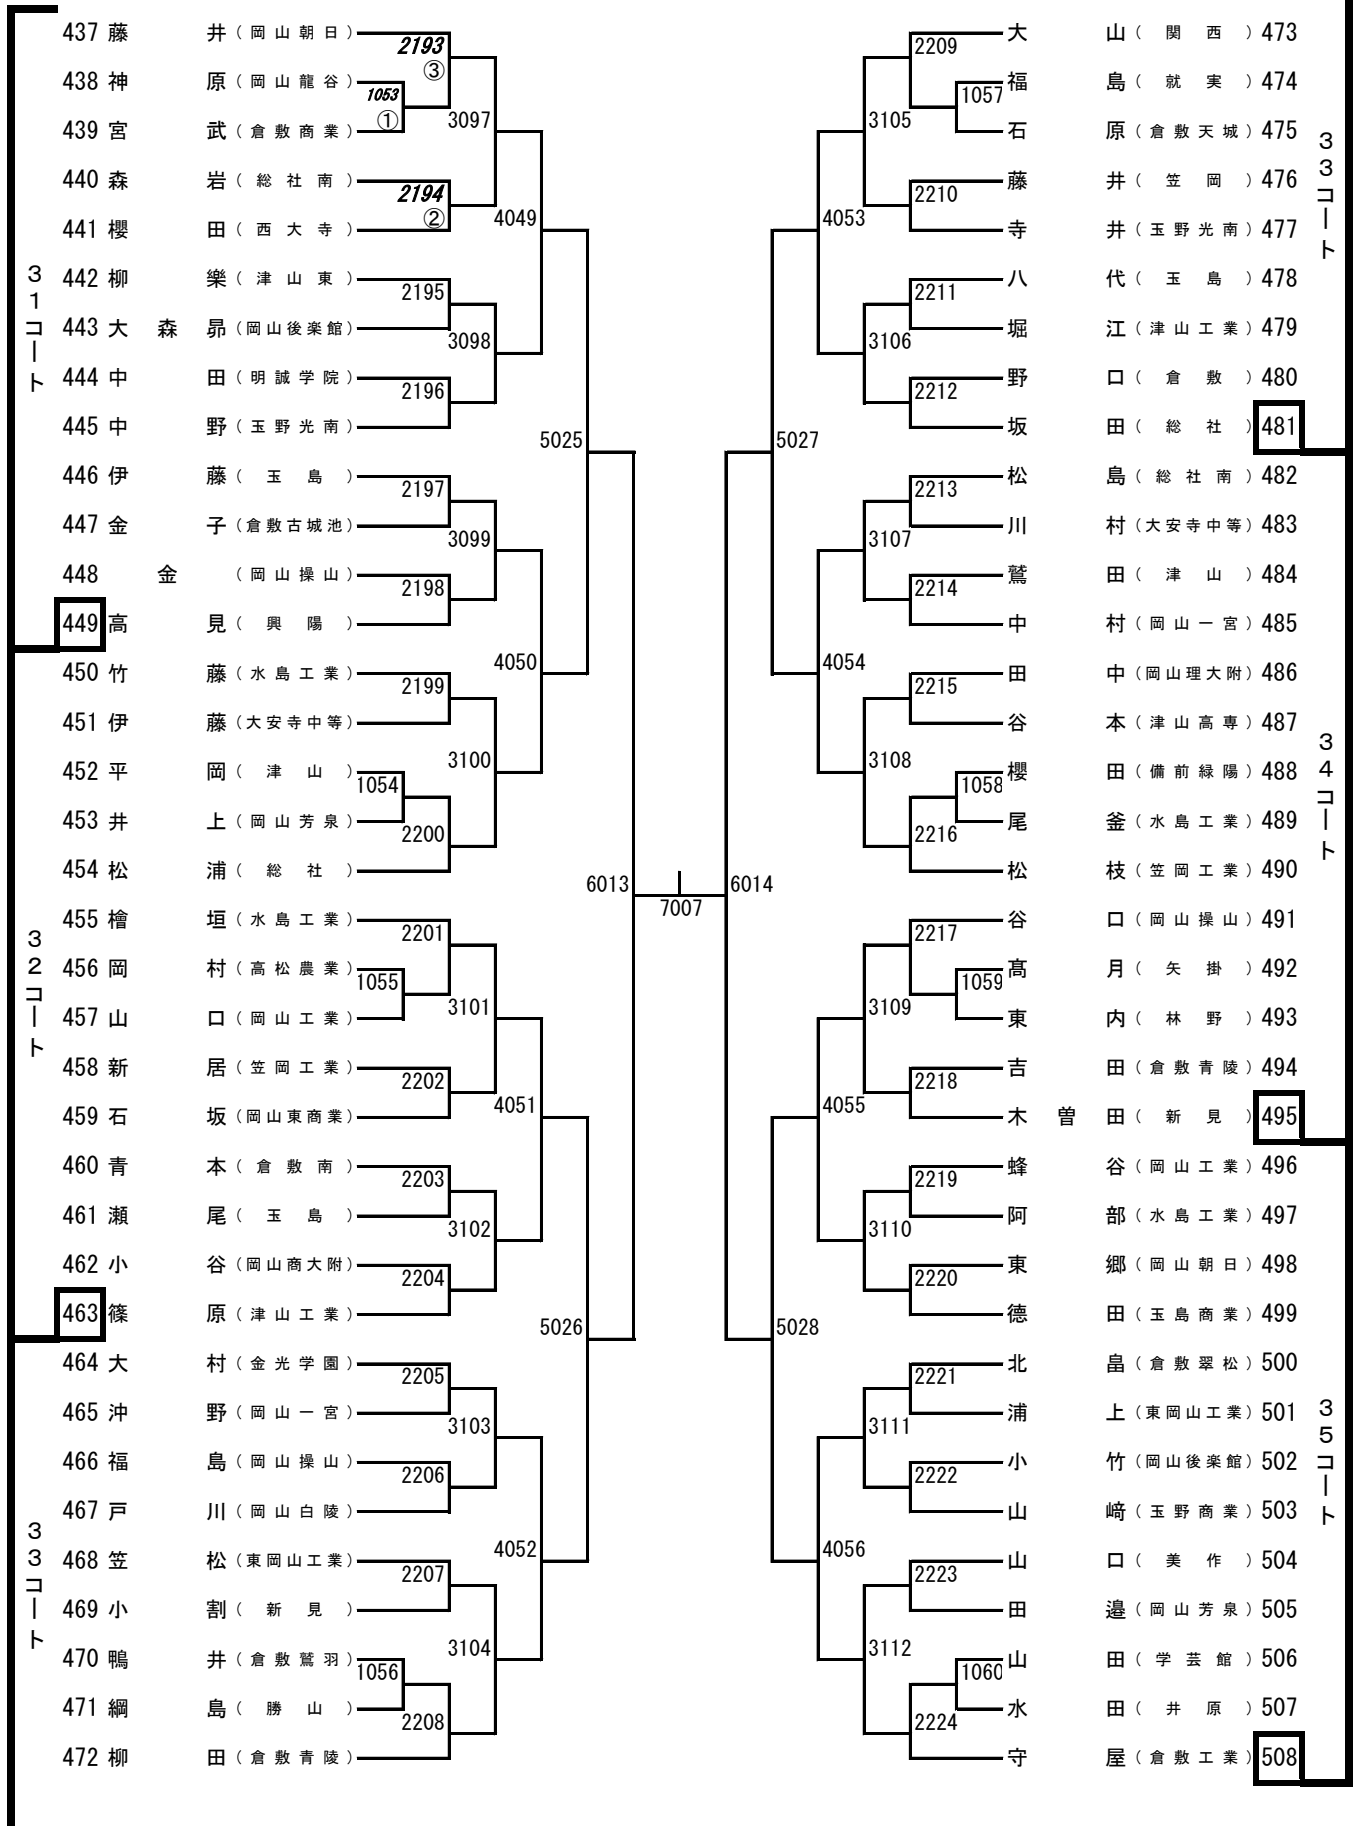 437 藤井（岡山朝日）
2193
③
438 神原（岡山龍谷）
1053
①
439 宮武（倉敷商業）
3097
440 森岩（総社南）
2194
②
441 櫻田（西大寺）
4049
442 柳樂（津山東）
2195
443 大森昴（岡山後楽館）
3098
444 中田（明誠学院）
2196
445 中野（玉野光南）
5025
446 伊藤（玉島）
2197
447 金子（倉敷古城池）
3099
448 金（岡山操山）
2198
449 高見（興陽）
4050
450 竹藤（水島工業）
2199
451 伊藤（大安寺中等）
3100
452 平岡（津山）
1054
453 井上（岡山芳泉）
2200
454 松浦（総社）
6013
455 檜垣（水島工業）
2201
456 岡村（高松農業）
1055
457 山口（岡山工業）
3101
458 新居（笠岡工業）
2202
459 石坂（岡山東商業）
4051
460 青本（倉敷南）
2203
461 瀬尾（玉島）
3102
462 小谷（岡山商大附）
2204
463 篠原（津山工業）
5026
464 大村（金光学園）
2205
465 沖野（岡山一宮）
3103
466 福島（岡山操山）
2206
467 戸川（岡山白陵）
4052
468 笠松（東岡山工業）
2207
469 小割（新見）
3104
470 鴨井（倉敷鷲羽）
1056
471 綱島（勝山）
2208
472 柳田（倉敷青陵）
31コート
32コート
33コート
7007
大山（関西）473
2209
福島（就実）474
1057
石原（倉敷天城）475
3105
藤井（笠岡）476
2210
寺井（玉野光南）477
4053
八代（玉島）478
2211
堀江（津山工業）479
3106
野口（倉敷）480
2212
坂田（総社）481
5027
松島（総社南）482
2213
川村（大安寺中等）483
3107
鷲田（津山）484
2214
中村（岡山一宮）485
4054
田中（岡山理大附）486
2215
谷本（津山高専）487
3108
櫻田（備前緑陽）488
1058
尾釜（水島工業）489
2216
松枝（笠岡工業）490
6014
谷口（岡山操山）491
2217
髙月（矢掛）492
1059
東内（林野）493
3109
吉田（倉敷青陵）494
2218
木曽田（新見）495
4055
蜂谷（岡山工業）496
2219
阿部（水島工業）497
3110
東郷（岡山朝日）498
2220
德田（玉島商業）499
5028
北畠（倉敷翠松）500
2221
浦上（東岡山工業）501
3111
小竹（岡山後楽館）502
2222
山﨑（玉野商業）503
4056
山口（美作）504
2223
田邉（岡山芳泉）505
3112
山田（学芸館）506
1060
水田（井原）507
2224
守屋（倉敷工業）508
33コート
34コート
35コート